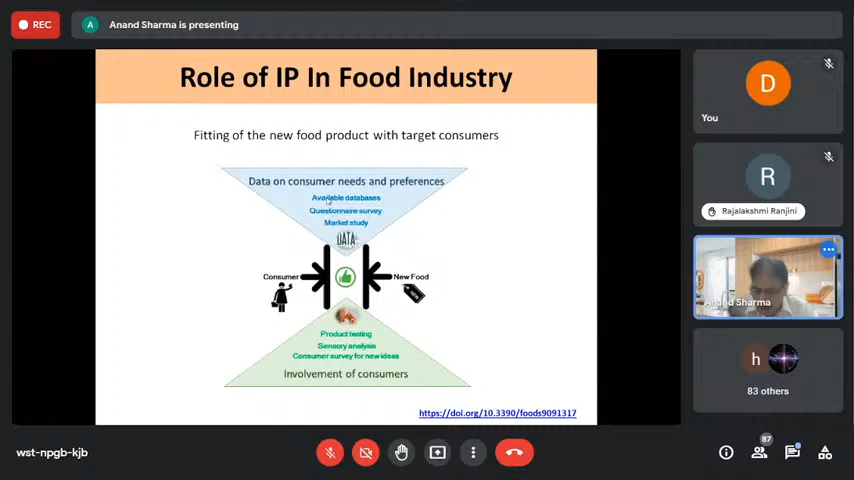 REC
A
Anand Sharma is presenting
Role of IP In Food Industry
Fitting of the new food product with target consumers
Data on consumer needs and preferences
Available databases
Questionnaire survey
Market study
DATA
Consumer
New Food
NEW
Product testing
Sensory analysis
Consumer survey for new ideas
Involvement of consumers
https://doi.org/10.3390/foods9091317
D
You
R
Rajalakshmi Ranjini
Anand Sharma
h
83 others
wst-npgb-kjb
87